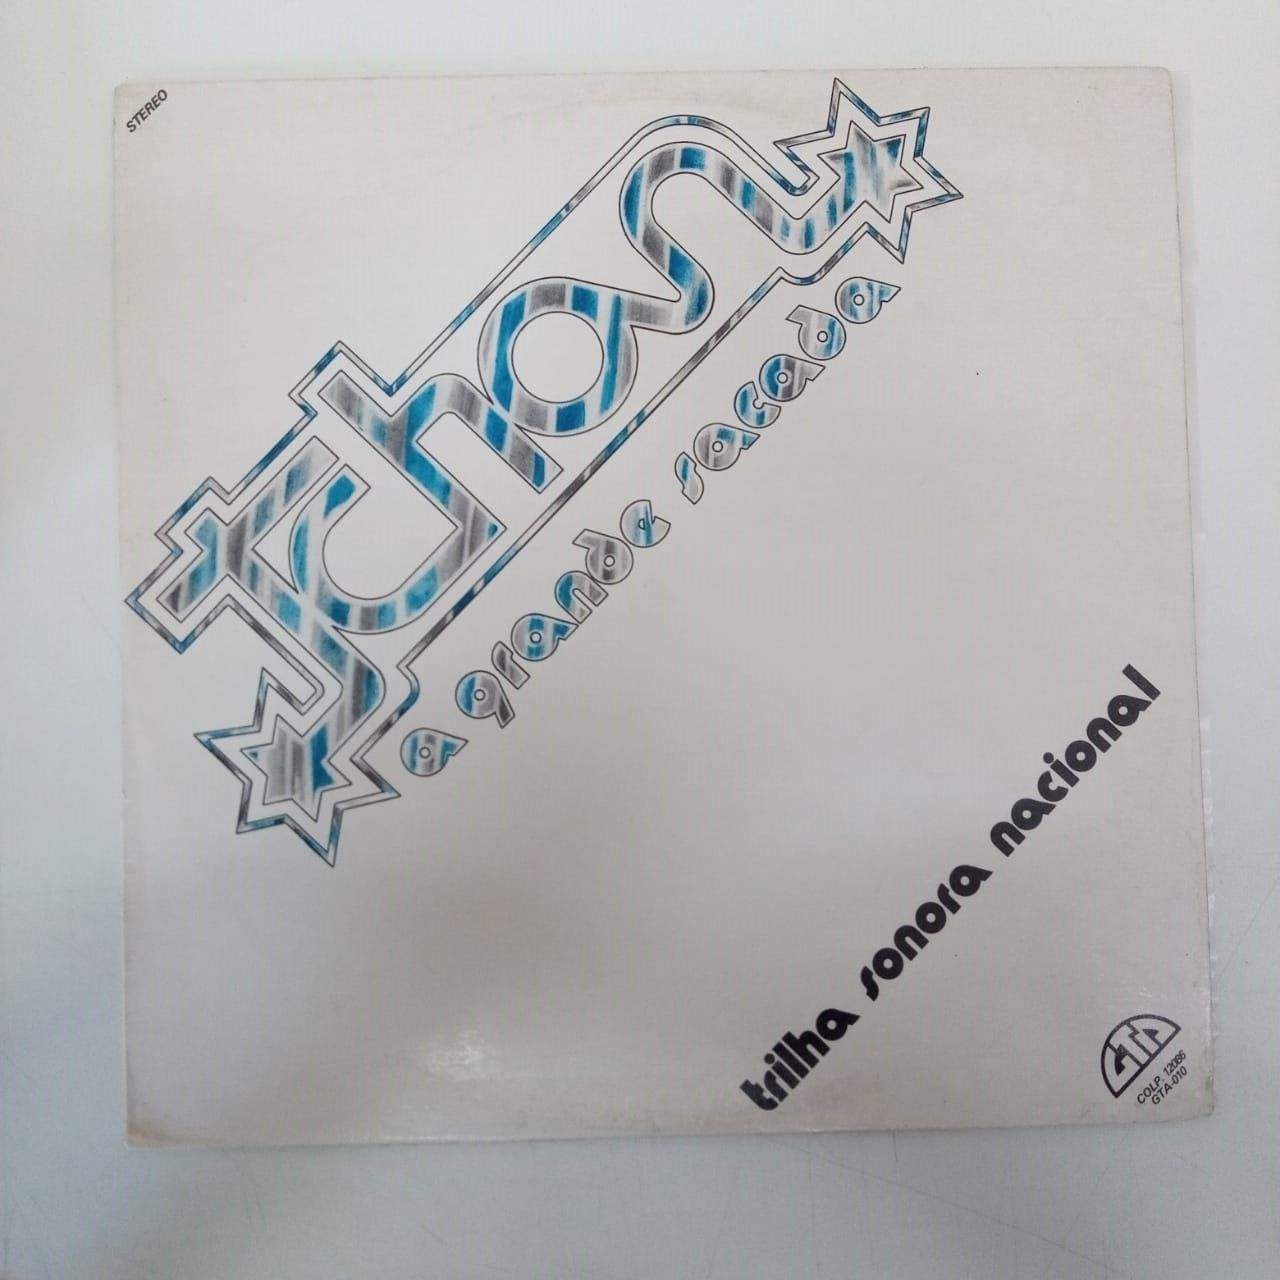 STEREO
tchan
a grande sacada
trilha sonora nacional
GTA
COLP. 12086
GTA-010